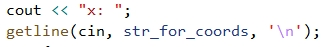 cout << "x: ";
getline(cin, str_for_coords, '\n');